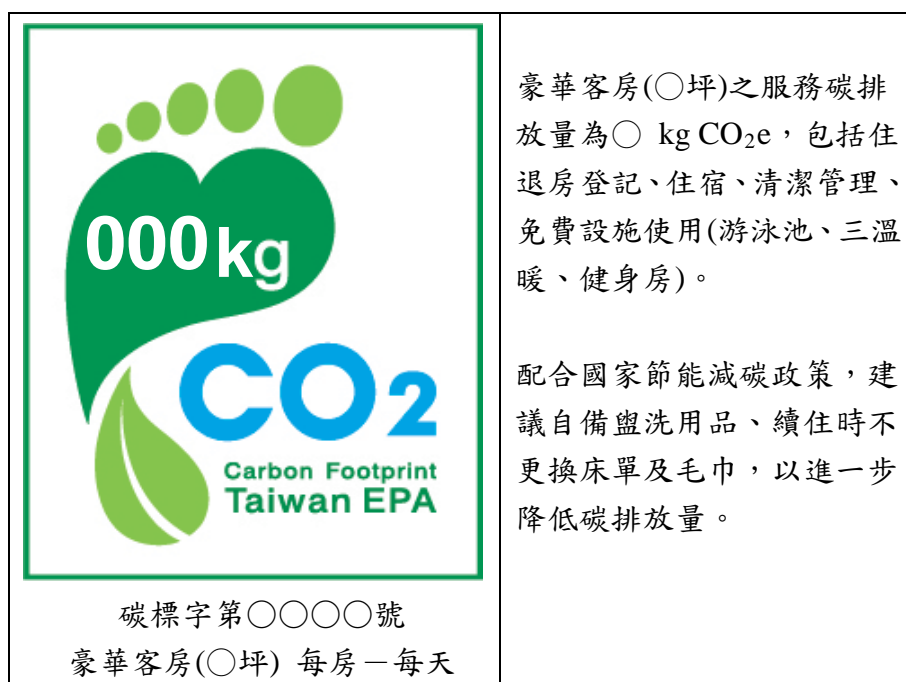 000kg
CO2
Carbon Footprint
Taiwan EPA
碳標字第○○○○號
豪華客房(○坪) 每房－每天
豪華客房(○坪)之服務碳排
放量為○ kg CO₂e，包括住
退房登記、住宿、清潔管理、
免費設施使用(游泳池、三溫
暖、健身房)。
配合國家節能減碳政策，建
議自備盥洗用品、續住時不
更換床單及毛巾，以進一步
降低碳排放量。